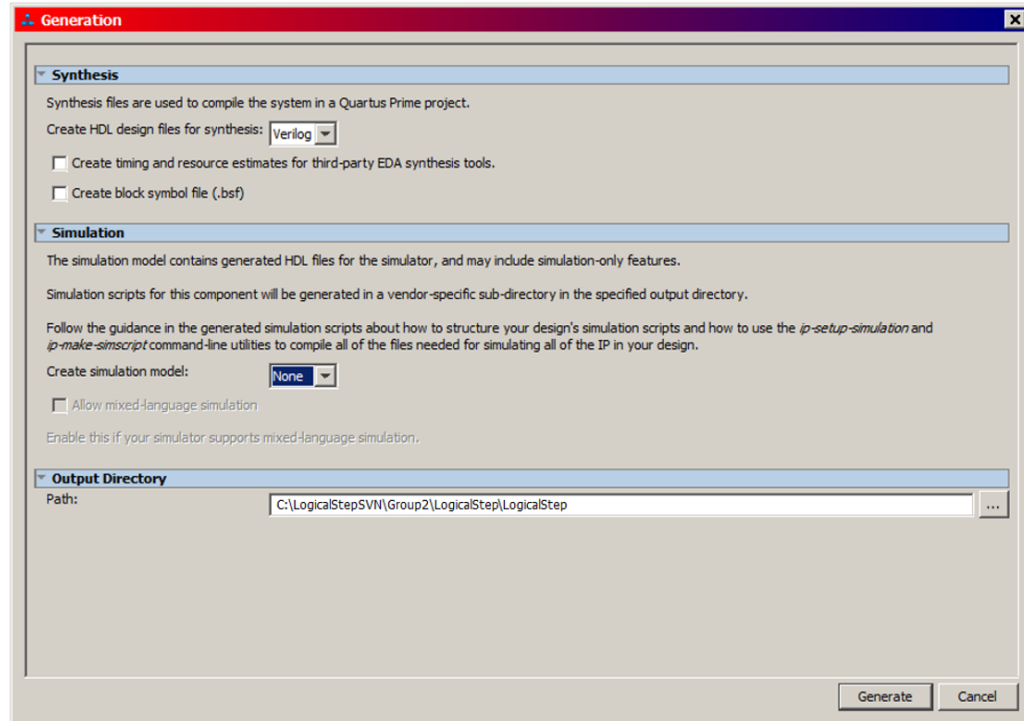 Generation
Synthesis
Synthesis files are used to compile the system in a Quartus Prime project.
Create HDL design files for synthesis: Verilog
Create timing and resource estimates for third-party EDA synthesis tools.
Create block symbol file (.bsf)
Simulation
The simulation model contains generated HDL files for the simulator, and may include simulation-only features.
Simulation scripts for this component will be generated in a vendor-specific sub-directory in the specified output directory.
Follow the guidance in the generated simulation scripts about how to structure your design's simulation scripts and how to use the ip-setup-simulation and
ip-make-simscript command-line utilities to compile all of the files needed for simulating all of the IP in your design.
Create simulation model: None
Allow mixed-language simulation
Enable this if your simulator supports mixed-language simulation.
Output Directory
Path: C:\LogicalStepSVN\Group2\LogicalStep\LogicalStep ...
Generate Cancel